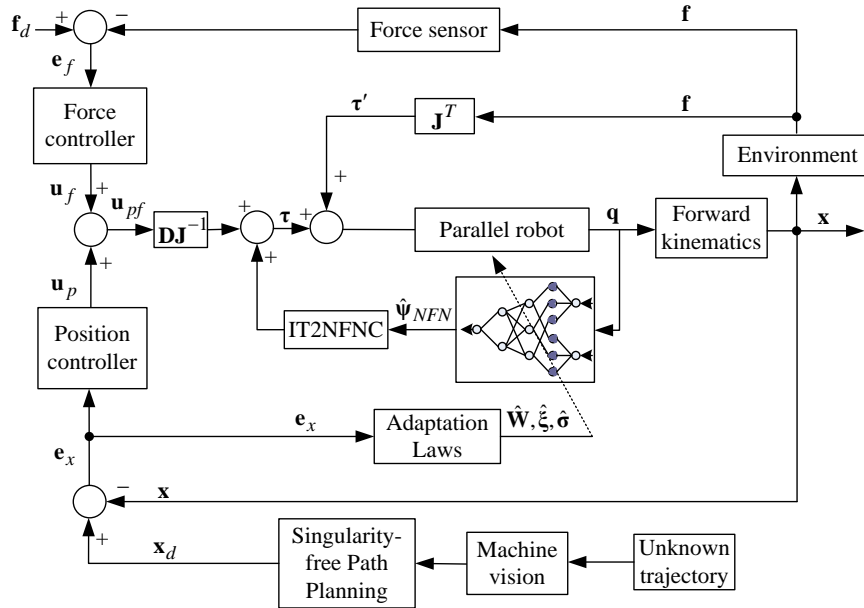 f_d
+
−
Force sensor
f
e_f
Force
controller
τ′
J^T
f
Environment
u_f
+
u_pf
DJ^−1
+
τ
+
+
Parallel robot
q
Forward
kinematics
x
+
u_p
+
Position
controller
IT2NFNC
ψ̂_NFN
e_x
Adaptation
Laws
Ŵ, ξ̂, σ̂
e_x
−
x
+
x_d
Singularity-
free Path
Planning
Machine
vision
Unknown
trajectory